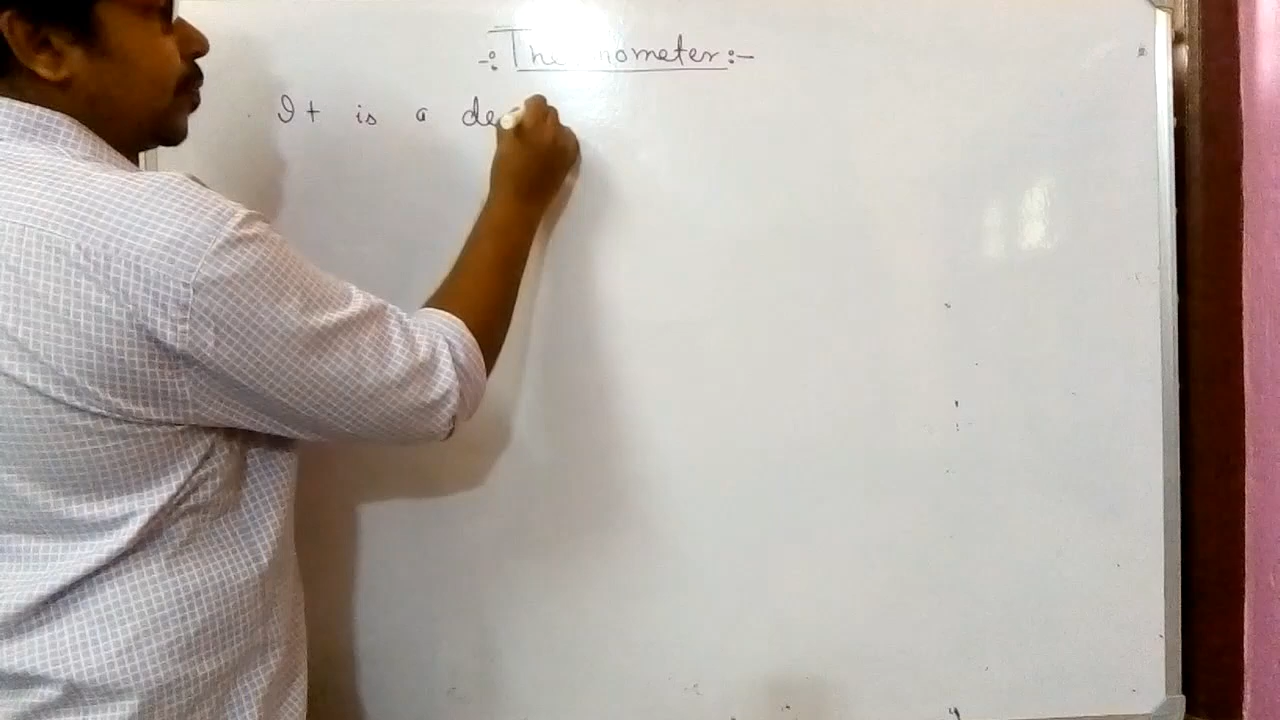 -: Thermometer :-
It is a de